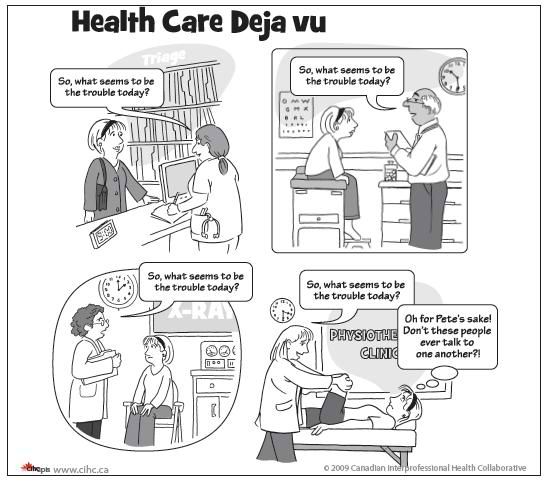 Health Care Deja vu
Triage
So, what seems to be
the trouble today?
So, what seems to be
the trouble today?
So, what seems to be
the trouble today?
X-RAY
So, what seems to be
the trouble today?
PHYSIOTHE
CLINIC
Oh for Pete's sake!
Don't these people
ever talk to
one another?!
www.cihc.ca
© 2009 Canadian Interprofessional Health Collaborative